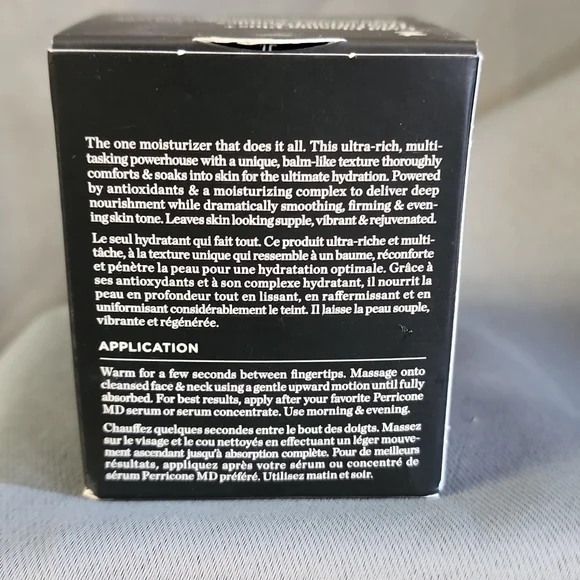 The one moisturizer that does it all. This ultra-rich, multi-
tasking powerhouse with a unique, balm-like texture thoroughly
comforts & soaks into skin for the ultimate hydration. Powered
by antioxidants & a moisturizing complex to deliver deep
nourishment while dramatically smoothing, firming & even-
ing skin tone. Leaves skin looking supple, vibrant & rejuvenated.
Le seul hydratant qui fait tout. Ce produit ultra-riche et multi-
tâche, à la texture unique qui ressemble à un baume, réconforte
et pénètre la peau pour une hydratation optimale. Grâce à
ses antioxydants et à son complexe hydratant, il nourrit la
peau en profondeur tout en lissant, en raffermissant et en
uniformisant considérablement le teint. Il laisse la peau souple,
vibrante et régénérée.
APPLICATION
Warm for a few seconds between fingertips. Massage onto
cleansed face & neck using a gentle upward motion until fully
absorbed. For best results, apply after your favorite Perricone
MD serum or serum concentrate. Use morning & evening.
Chauffez quelques secondes entre le bout des doigts. Massez
sur le visage et le cou nettoyés en effectuant un léger mouve-
ment ascendant jusqu'à absorption complète. Pour de meilleurs
résultats, appliquez après votre sérum ou concentré de
sérum Perricone MD préféré. Utilisez matin et soir.